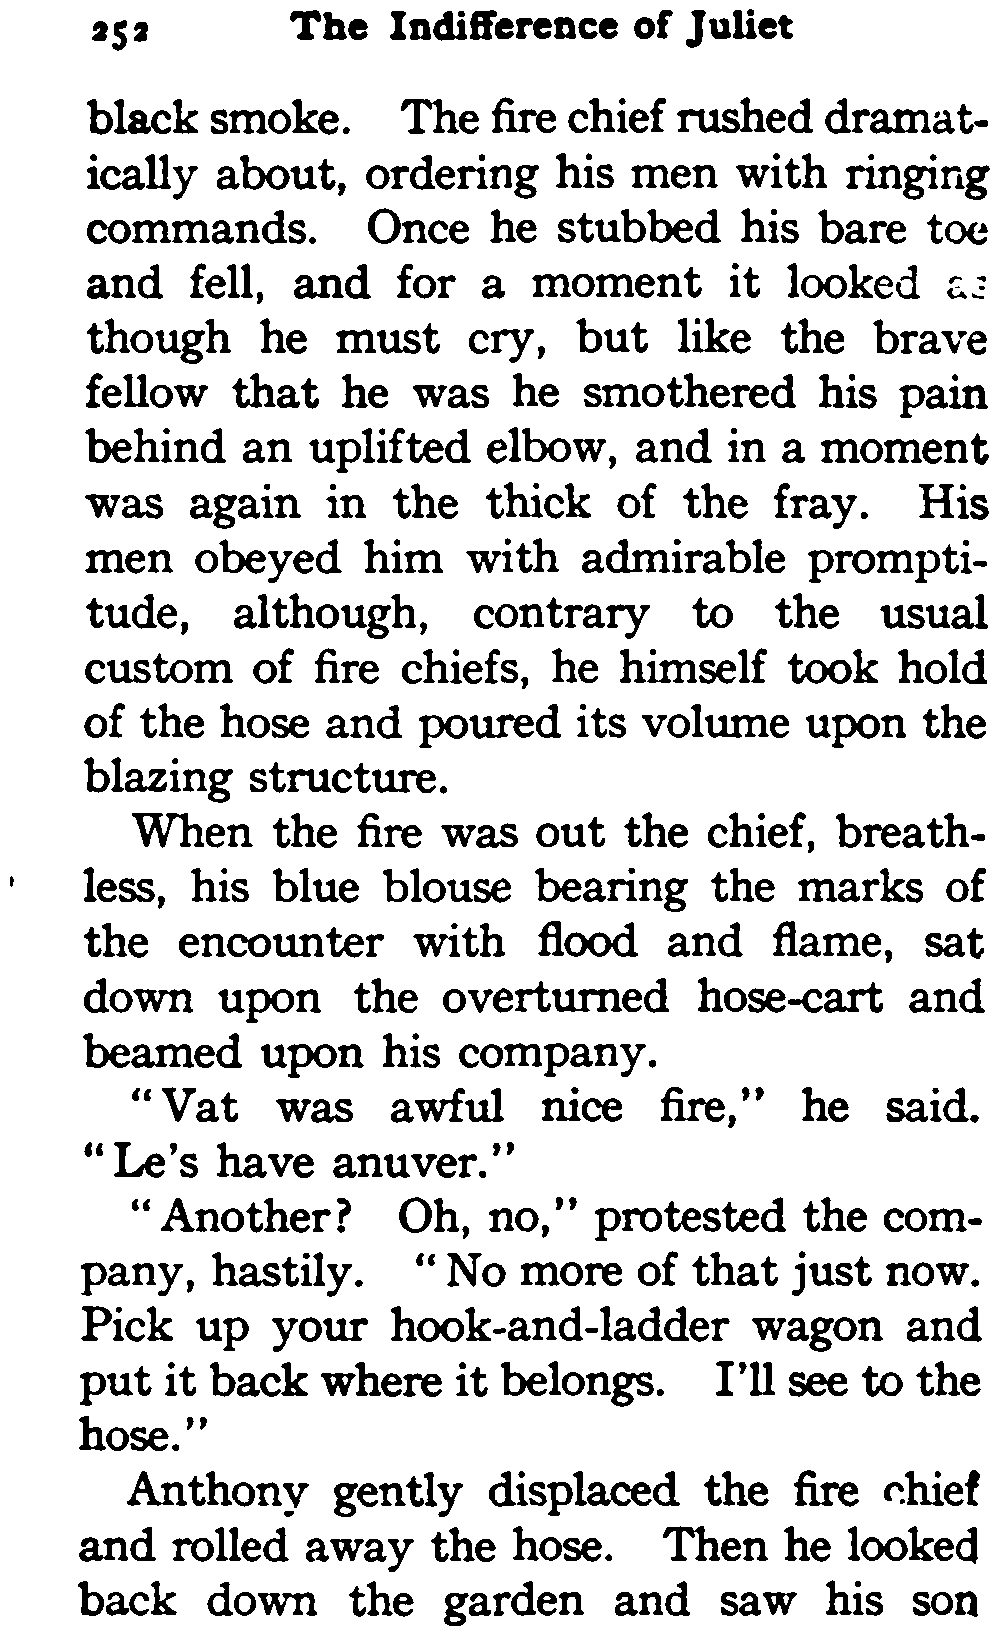 252 The Indifference of Juliet
black smoke. The fire chief rushed dramat-
ically about, ordering his men with ringing
commands. Once he stubbed his bare toe
and fell, and for a moment it looked as
though he must cry, but like the brave
fellow that he was he smothered his pain
behind an uplifted elbow, and in a moment
was again in the thick of the fray. His
men obeyed him with admirable prompti-
tude, although, contrary to the usual
custom of fire chiefs, he himself took hold
of the hose and poured its volume upon the
blazing structure.
When the fire was out the chief, breath-
less, his blue blouse bearing the marks of
the encounter with flood and flame, sat
down upon the overturned hose-cart and
beamed upon his company.
"Vat was awful nice fire," he said.
"Le's have anuver."
"Another? Oh, no," protested the com-
pany, hastily. "No more of that just now.
Pick up your hook-and-ladder wagon and
put it back where it belongs. I'll see to the
hose."
Anthony gently displaced the fire chief
and rolled away the hose. Then he looked
back down the garden and saw his son